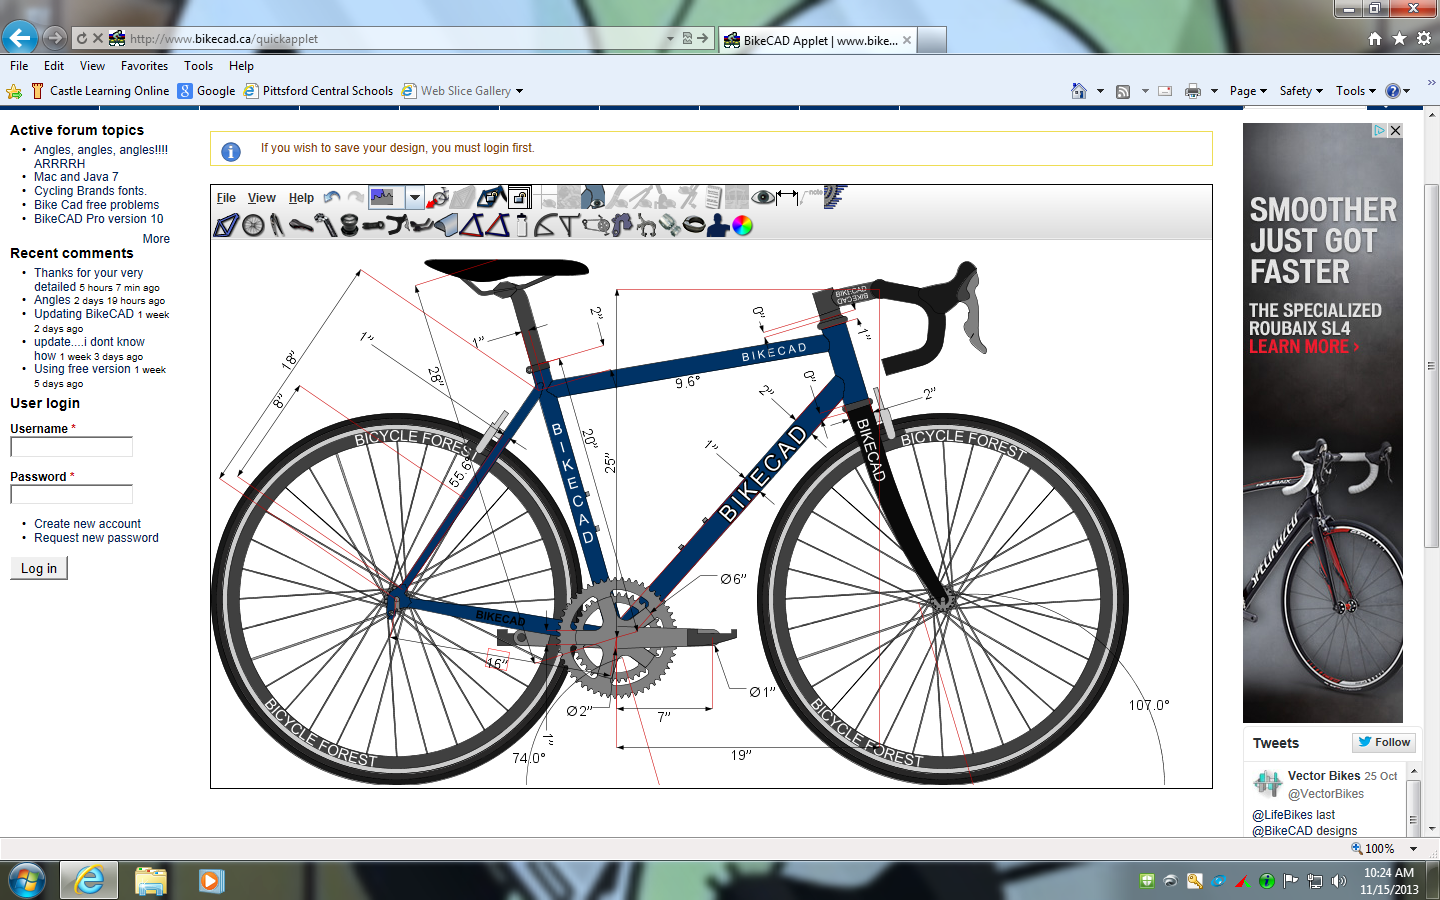 http://www.bikecad.ca/quickapplet
BikeCAD Applet | www.bike...
File Edit View Favorites Tools Help
Castle Learning Online Google Pittsford Central Schools Web Slice Gallery
Page Safety Tools
Active forum topics
Angles, angles, angles!!!!
ARRRRH
Mac and Java 7
Cycling Brands fonts.
Bike Cad free problems
BikeCAD Pro version 10
More
Recent comments
Thanks for your very
detailed 5 hours 7 min ago
Angles 2 days 19 hours ago
Updating BikeCAD 1 week
2 days ago
update....i dont know
how 1 week 3 days ago
Using free version 1 week
5 days ago
User login
Username *
Password *
Create new account
Request new password
Log in
If you wish to save your design, you must login first.
File View Help
note
18"
8"
1"
28"
1"
2"
20"
25"
55.6°
9.6°
0"
1"
0"
2"
2"
1"
Ø6"
Ø1"
Ø2"
16"
7"
1"
19"
74.0°
107.0°
BIKECAD
BIKECAD
BIKECAD
BIKECAD
BIKECAD
BIKECAD
BIKECAD
BIKECAD
BICYCLE FORES
BICYCLE FOREST
BICYCLE FOREST
BICYCLE FOREST
SMOOTHER
JUST GOT
FASTER
THE SPECIALIZED
ROUBAIX SL4
LEARN MORE >
ROUBAIX
SPECIALIZED
Tweets
Follow
Vector Bikes 25 Oct
@VectorBikes
@LifeBikes last
@BikeCAD designs
100%
10:24 AM
11/15/2013